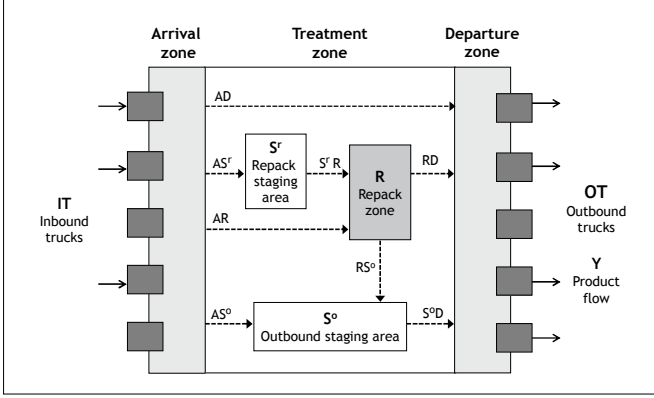 Arrival
zone
Treatment
zone
Departure
zone
AD
ASʳ
Sʳ
Repack
staging
area
Sʳ R
R
Repack
zone
RD
AR
IT
Inbound
trucks
OT
Outbound
trucks
RSᵒ
Y
Product
flow
ASᵒ
Sᵒ
Outbound staging area
SᵒD